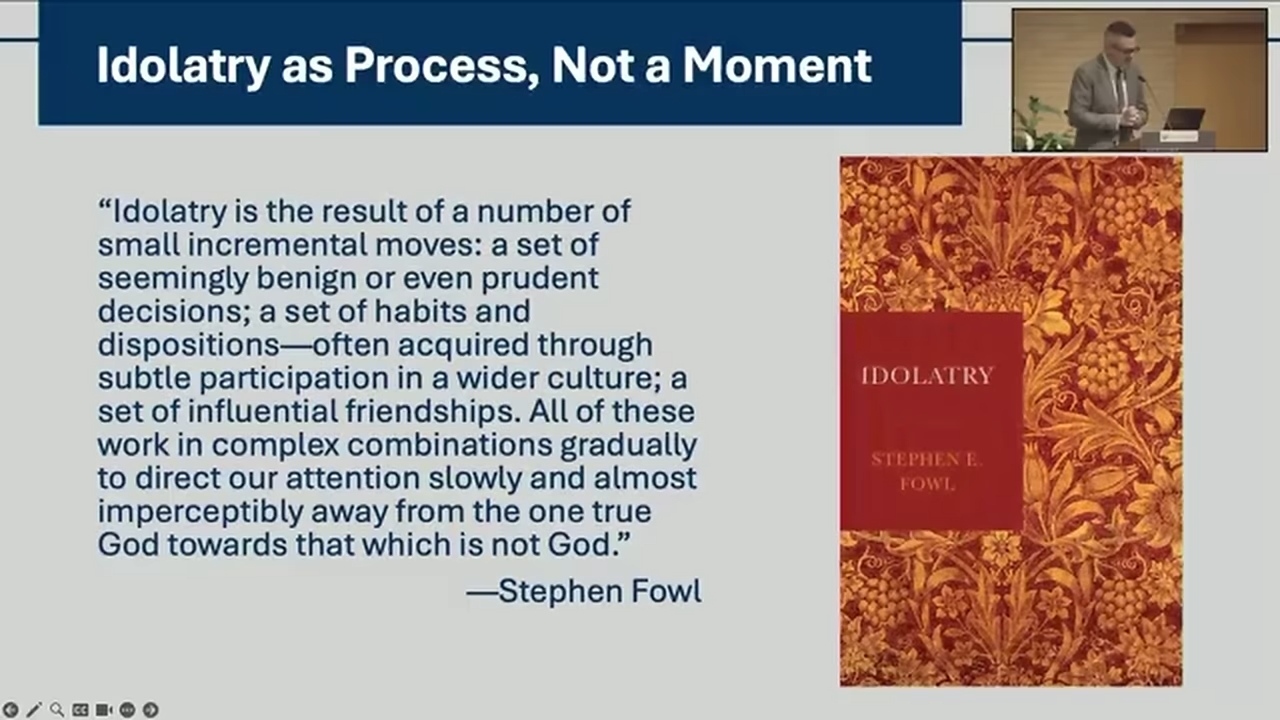 Idolatry as Process, Not a Moment
“Idolatry is the result of a number of
small incremental moves: a set of
seemingly benign or even prudent
decisions; a set of habits and
dispositions—often acquired through
subtle participation in a wider culture; a
set of influential friendships. All of these
work in complex combinations gradually
to direct our attention slowly and almost
imperceptibly away from the one true
God towards that which is not God.”
—Stephen Fowl
IDOLATRY
STEPHEN E.
FOWL
CC